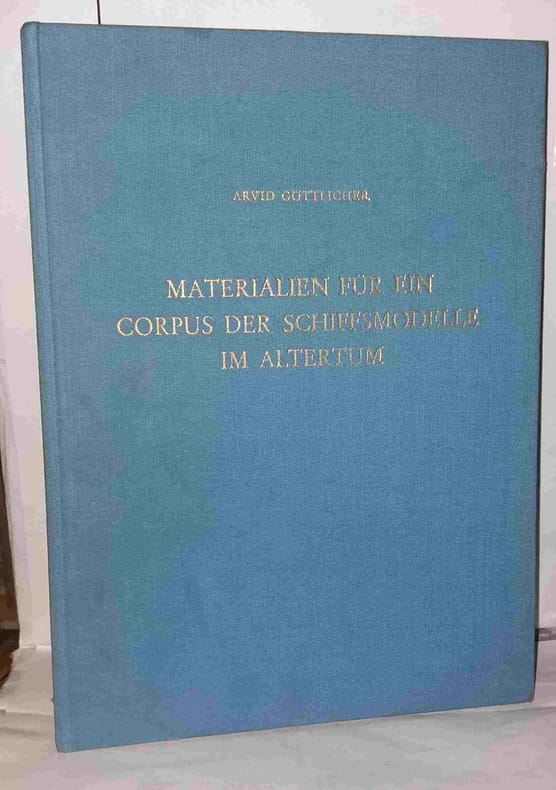 ARVID GÖTTLICHER
MATERIALIEN FÜR EIN
CORPUS DER SCHIFFSMODELLE
IM ALTERTUM